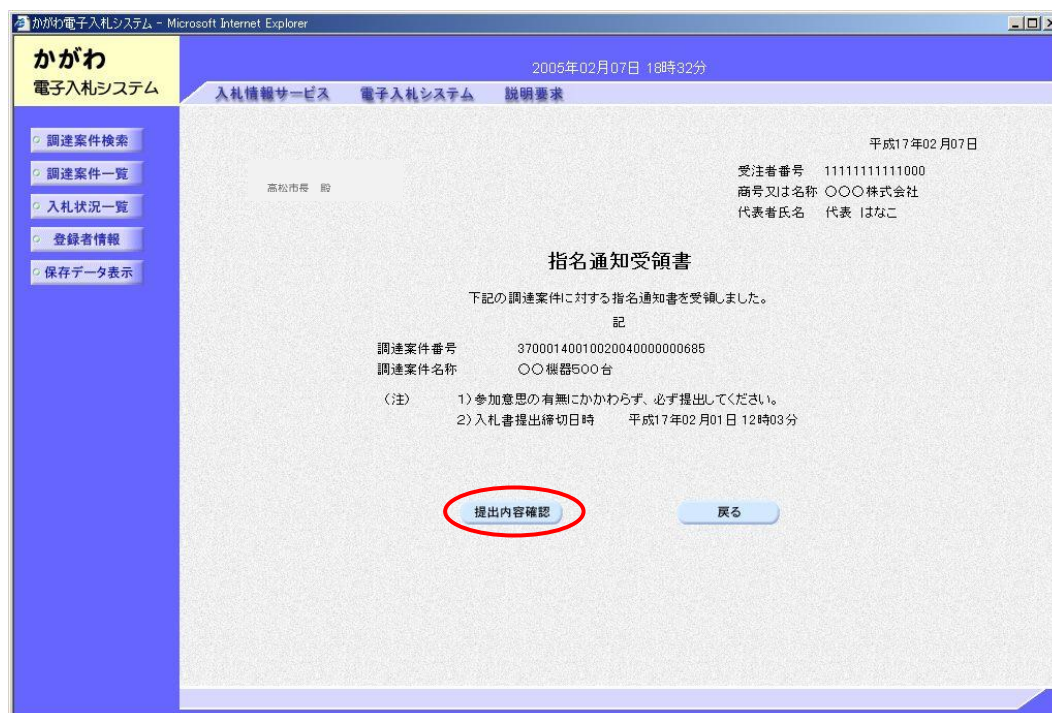 かがわ電子入札システム - Microsoft Internet Explorer
かがわ
電子入札システム
2005年02月07日 18時32分
入札情報サービス 電子入札システム 説明要求
調達案件検索
調達案件一覧
入札状況一覧
登録者情報
保存データ表示
平成17年02月07日
高松市長 殿
受注者番号 11111111111000
商号又は名称 〇〇〇株式会社
代表者氏名 代表 はなこ
指名通知受領書
下記の調達案件に対する指名通知書を受領しました。
記
調達案件番号 37000140010020040000000685
調達案件名称 〇〇機器500台
(注) 1)参加意思の有無にかかわらず、必ず提出してください。
2)入札書提出締切日時 平成17年02月01日 12時03分
提出内容確認 戻る